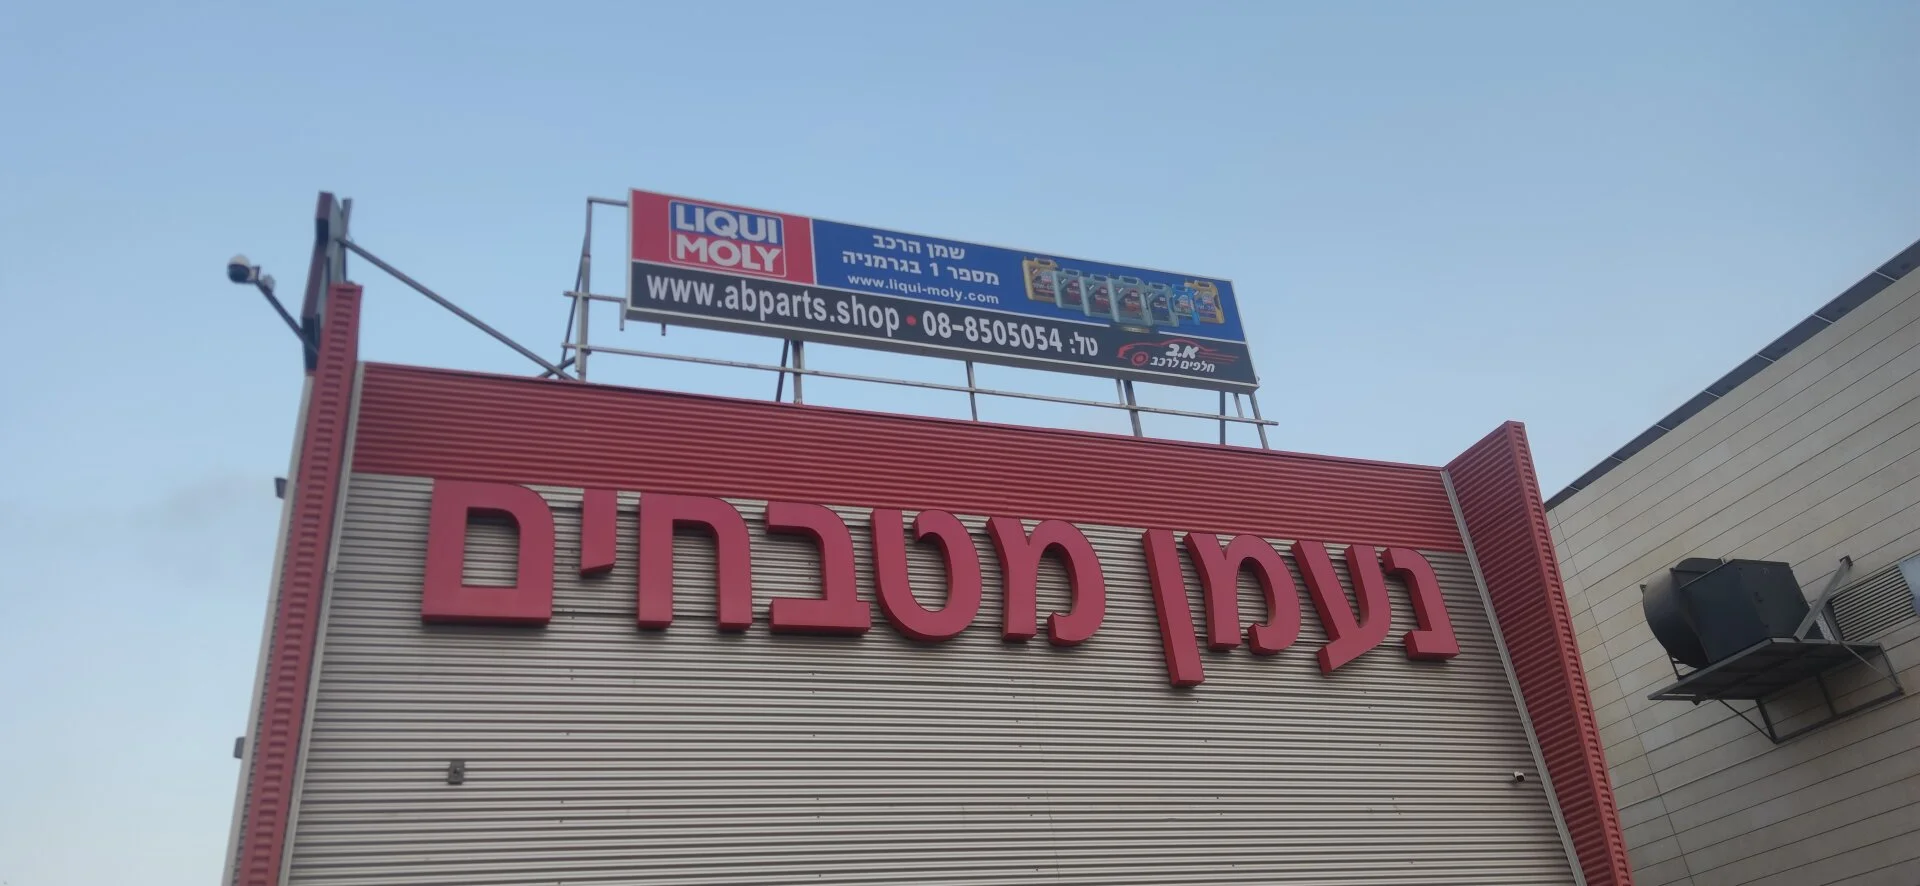 LIQUI
MOLY
שמן הרכב
מספר 1 בגרמניה
www.liqui-moly.com
www.abparts.shop • 08-8505054 טל:
א.ב
חלפים לרכב
נעמן מטבחים